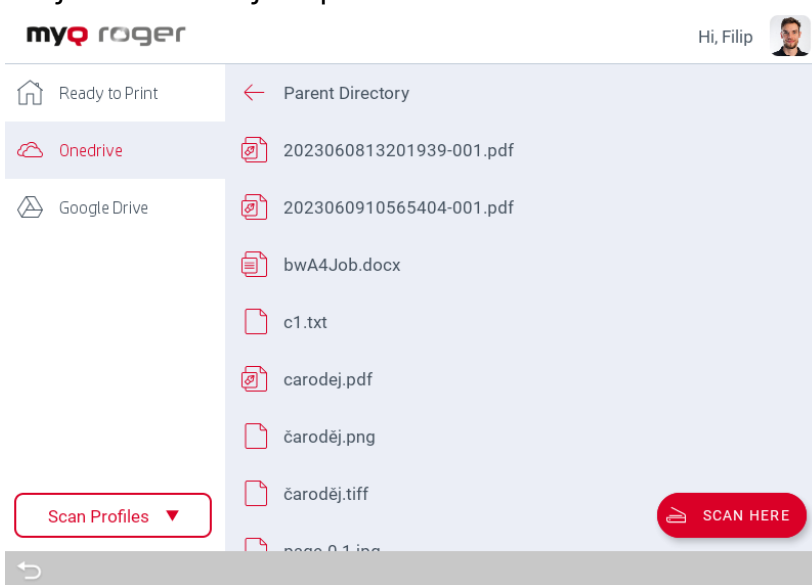 myQ roger
Hi, Filip
Ready to Print
Onedrive
Google Drive
Parent Directory
2023060813201939-001.pdf
2023060910565404-001.pdf
bwA4Job.docx
c1.txt
carodej.pdf
čaroděj.png
čaroděj.tiff
Scan Profiles ▼
SCAN HERE